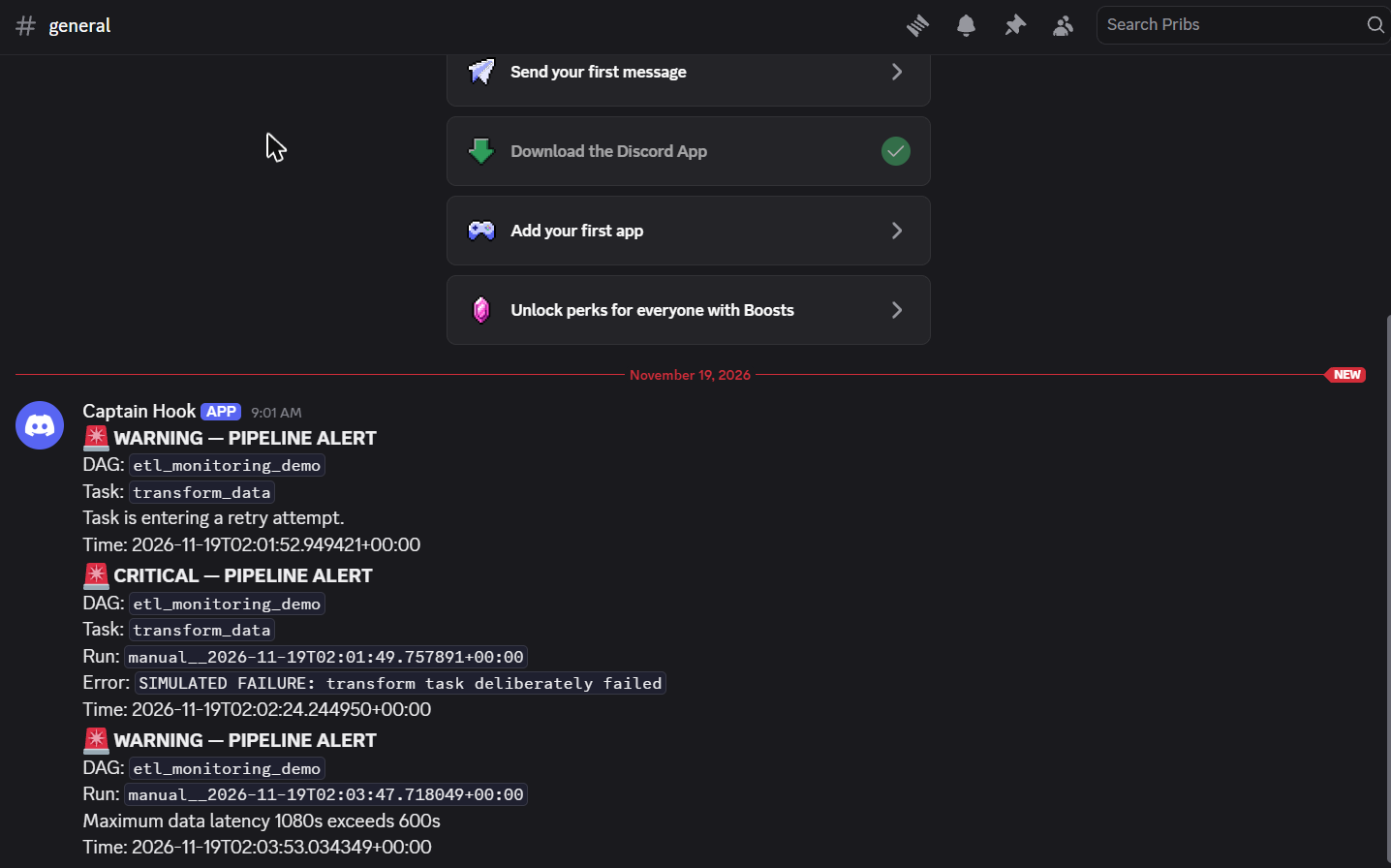 # general
Search Pribs
Send your first message
Download the Discord App
Add your first app
Unlock perks for everyone with Boosts
November 19, 2026
NEW
Captain Hook APP 9:01 AM
🚨 WARNING — PIPELINE ALERT
DAG: etl_monitoring_demo
Task: transform_data
Task is entering a retry attempt.
Time: 2026-11-19T02:01:52.949421+00:00
🚨 CRITICAL — PIPELINE ALERT
DAG: etl_monitoring_demo
Task: transform_data
Run: manual__2026-11-19T02:01:49.757891+00:00
Error: SIMULATED FAILURE: transform task deliberately failed
Time: 2026-11-19T02:02:24.244950+00:00
🚨 WARNING — PIPELINE ALERT
DAG: etl_monitoring_demo
Run: manual__2026-11-19T02:03:47.718049+00:00
Maximum data latency 1080s exceeds 600s
Time: 2026-11-19T02:03:53.034349+00:00